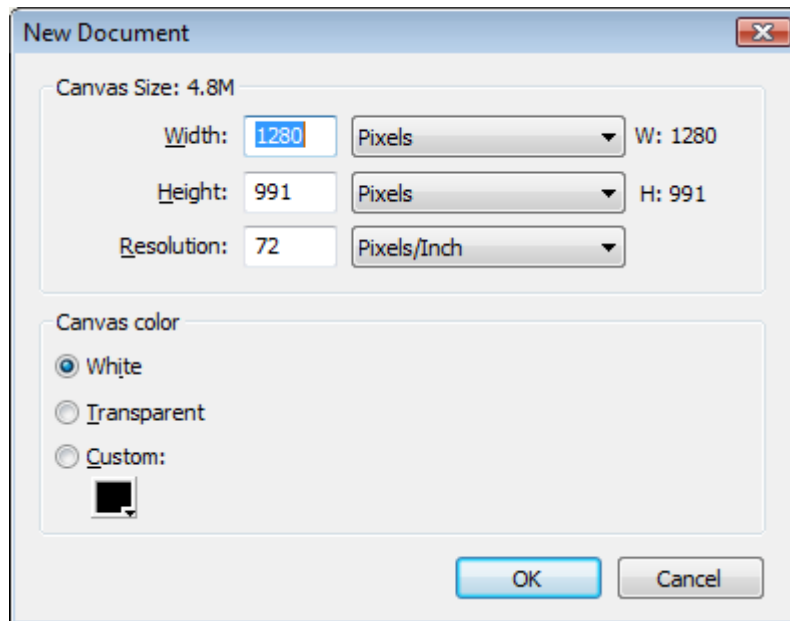 New Document
Canvas Size: 4.8M
Width: 1280 Pixels W: 1280
Height: 991 Pixels H: 991
Resolution: 72 Pixels/Inch
Canvas color
White
Transparent
Custom:
OK Cancel